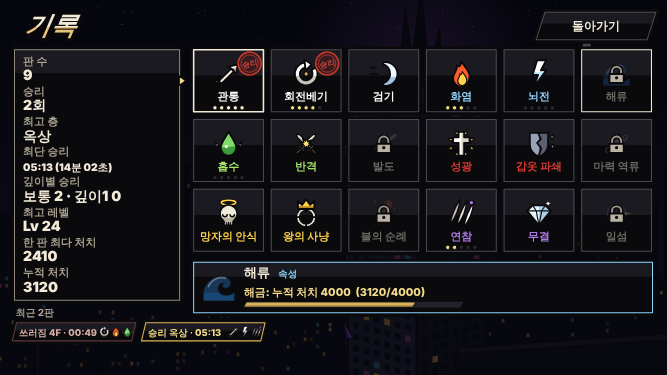 기록
돌아가기
판 수
9
승리
2회
최고 층
옥상
최단 승리
05:13 (14분 02초)
깊이별 승리
보통 2 · 깊이1 0
최고 레벨
Lv 24
한 판 최다 처치
2410
누적 처치
3120
승리
관통
승리
회전베기
검기
화염
뇌전
해류
흡수
반격
발도
성광
갑옷 파쇄
마력 역류
망자의 안식
왕의 사냥
불의 순례
연참
무결
일섬
해류 속성
해금: 누적 처치 4000 (3120/4000)
최근 2판
쓰러짐 4F · 00:49
승리 옥상 · 05:13